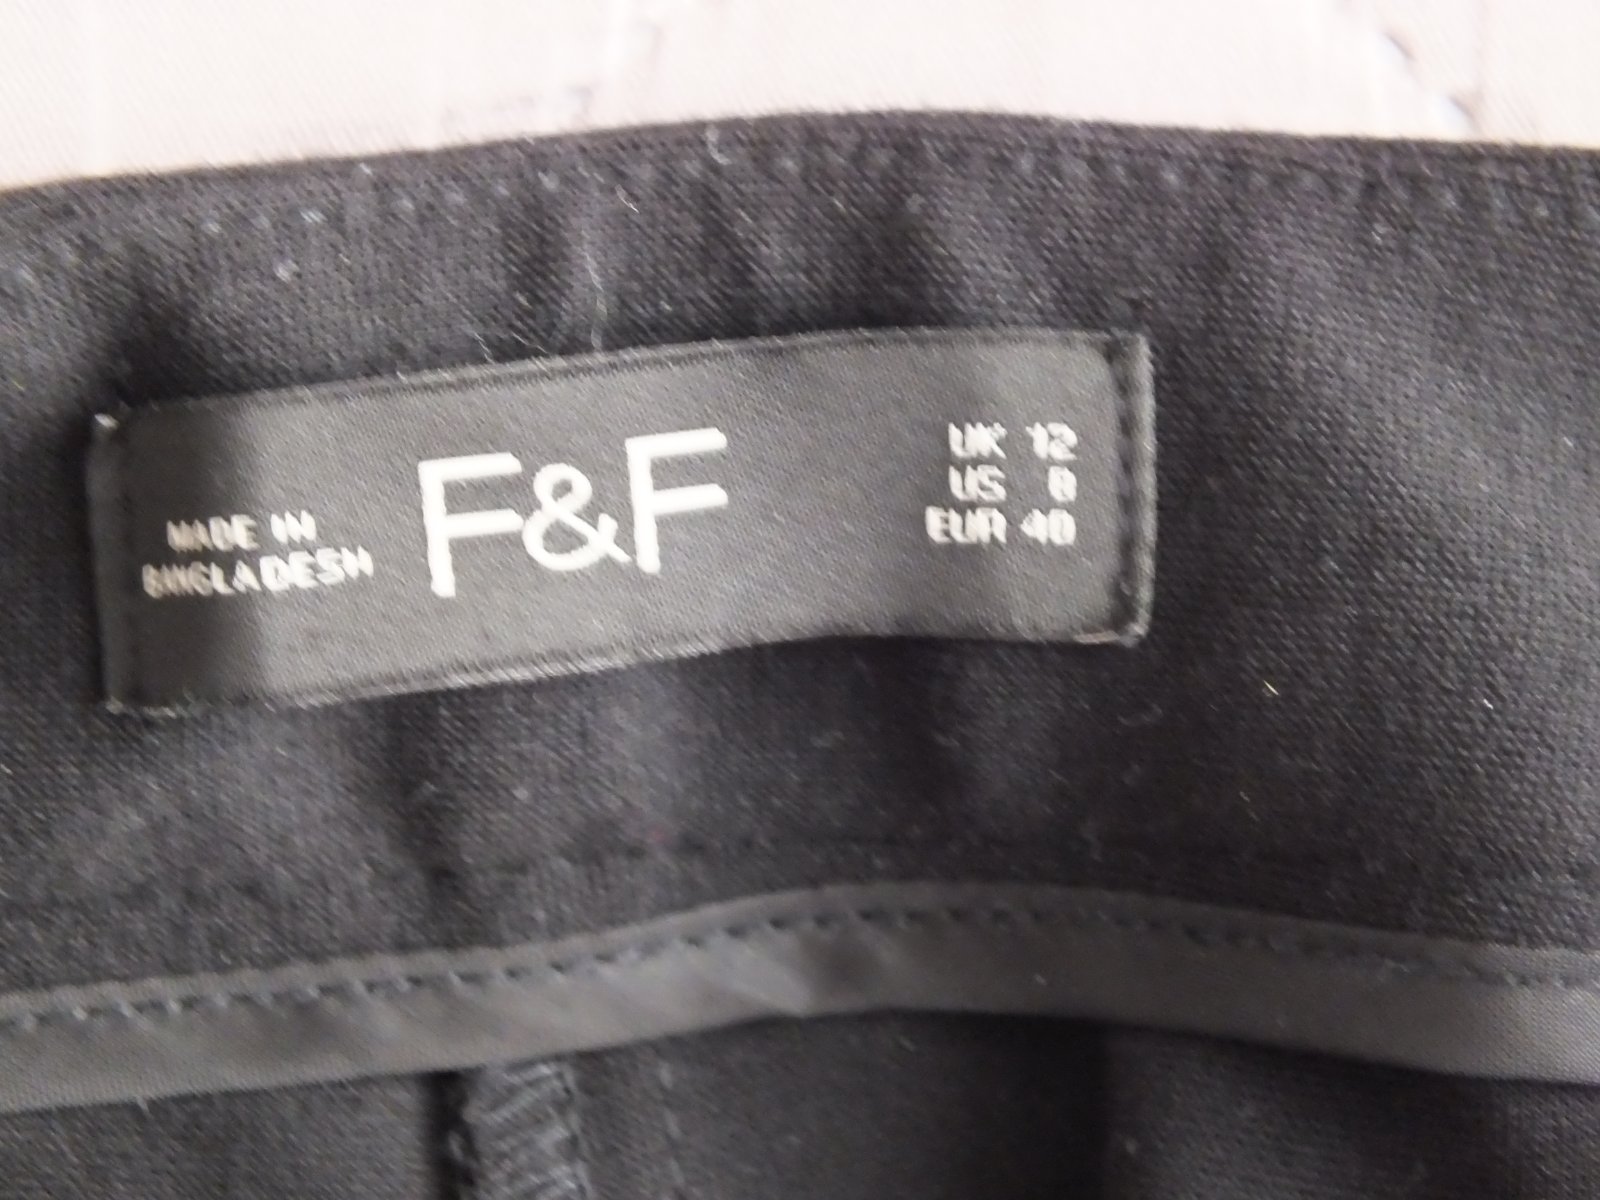 MADE IN
BANGLADESH
F&F
UK 12
US 8
EUR 40